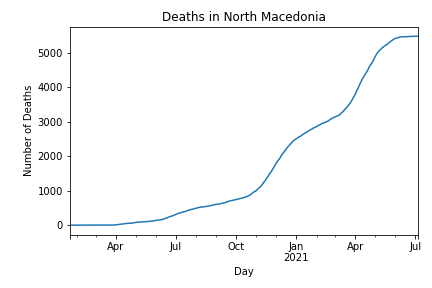 Deaths in North Macedonia
Number of Deaths
5000
4000
3000
2000
1000
0
Apr Jul Oct Jan Apr Jul
2021
Day